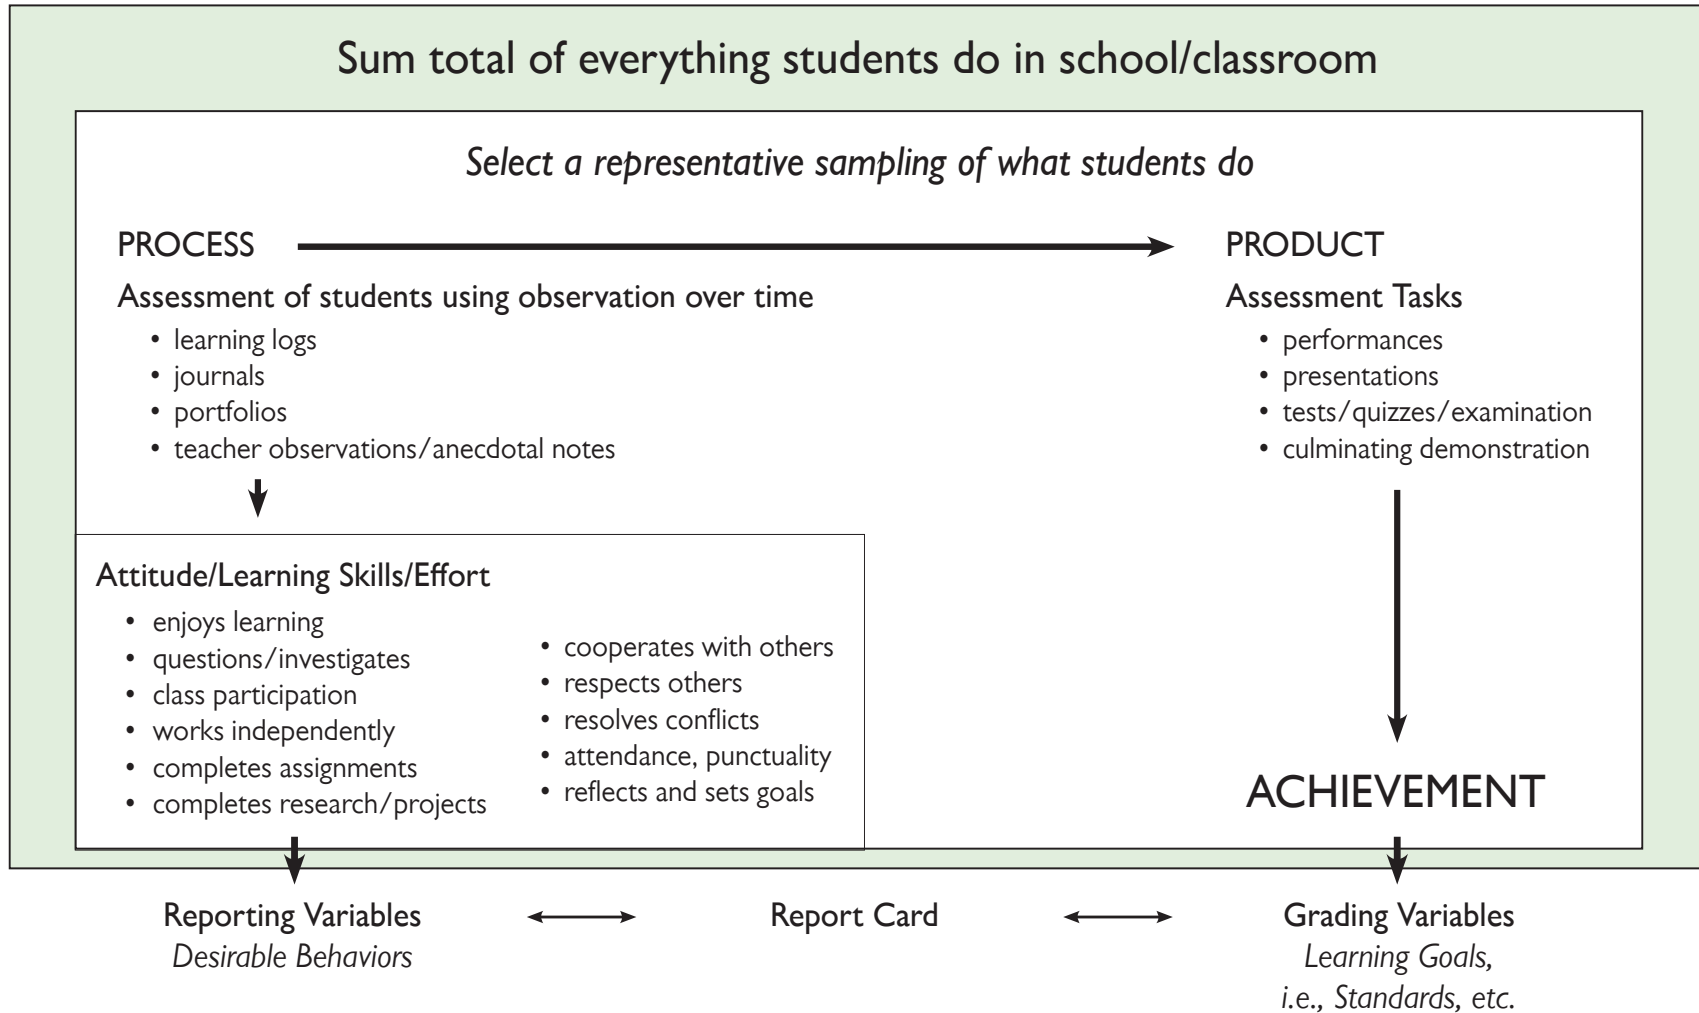 Sum total of everything students do in school/classroom
Select a representative sampling of what students do
PROCESS
Assessment of students using observation over time
• learning logs
• journals
• portfolios
• teacher observations/anecdotal notes
PRODUCT
Assessment Tasks
• performances
• presentations
• tests/quizzes/examination
• culminating demonstration
Attitude/Learning Skills/Effort
• enjoys learning
• questions/investigates
• class participation
• works independently
• completes assignments
• completes research/projects
• cooperates with others
• respects others
• resolves conflicts
• attendance, punctuality
• reflects and sets goals
ACHIEVEMENT
Reporting Variables
Desirable Behaviors
Report Card
Grading Variables
Learning Goals,
i.e., Standards, etc.